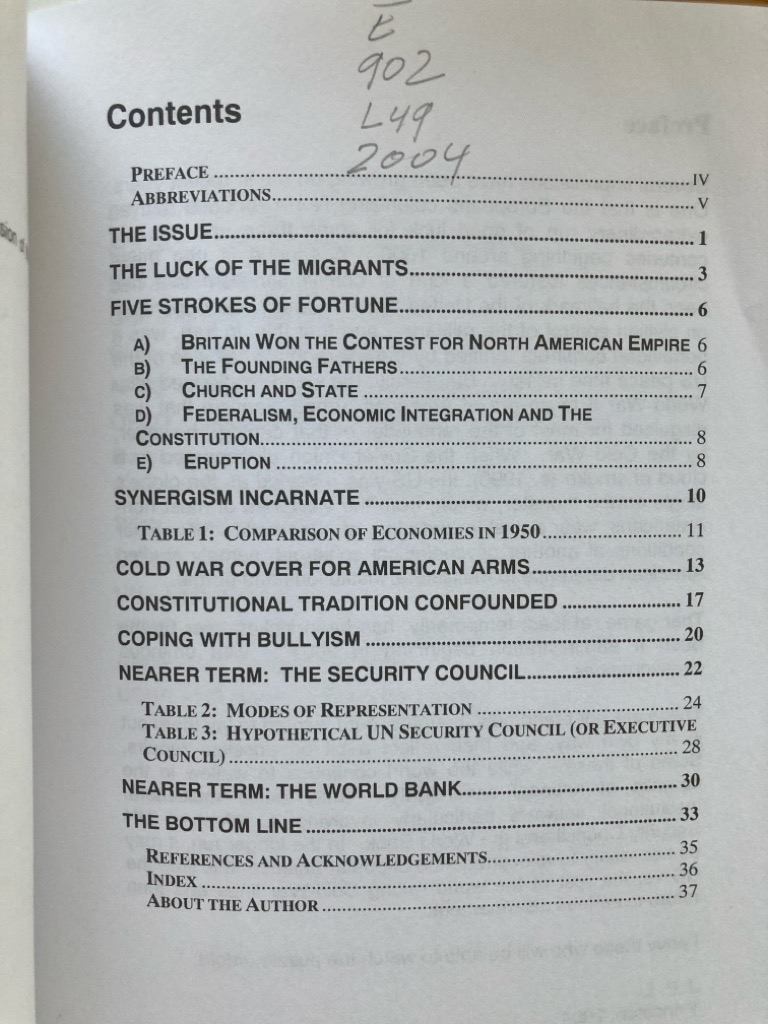 E
902
L49
2004
Contents
PREFACE ........ IV
ABBREVIATIONS........ V
THE ISSUE........ 1
THE LUCK OF THE MIGRANTS........ 3
FIVE STROKES OF FORTUNE........ 6
A) BRITAIN WON THE CONTEST FOR NORTH AMERICAN EMPIRE 6
B) THE FOUNDING FATHERS........ 6
C) CHURCH AND STATE ........ 7
D) FEDERALISM, ECONOMIC INTEGRATION AND THE
CONSTITUTION........ 8
E) ERUPTION ........ 8
SYNERGISM INCARNATE ........ 10
TABLE 1: COMPARISON OF ECONOMIES IN 1950........ 11
COLD WAR COVER FOR AMERICAN ARMS........ 13
CONSTITUTIONAL TRADITION CONFOUNDED ........ 17
COPING WITH BULLYISM ........ 20
NEARER TERM: THE SECURITY COUNCIL........ 22
TABLE 2: MODES OF REPRESENTATION ........ 24
TABLE 3: HYPOTHETICAL UN SECURITY COUNCIL (OR EXECUTIVE
COUNCIL) ........ 28
NEARER TERM: THE WORLD BANK........ 30
THE BOTTOM LINE ........ 33
REFERENCES AND ACKNOWLEDGEMENTS........ 35
INDEX ........ 36
ABOUT THE AUTHOR ........ 37